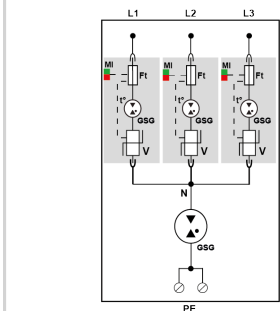 L1 L2 L3
MI Ft MI Ft MI Ft
t° t° t°
GSG GSG GSG
V V V
N
GSG
PE